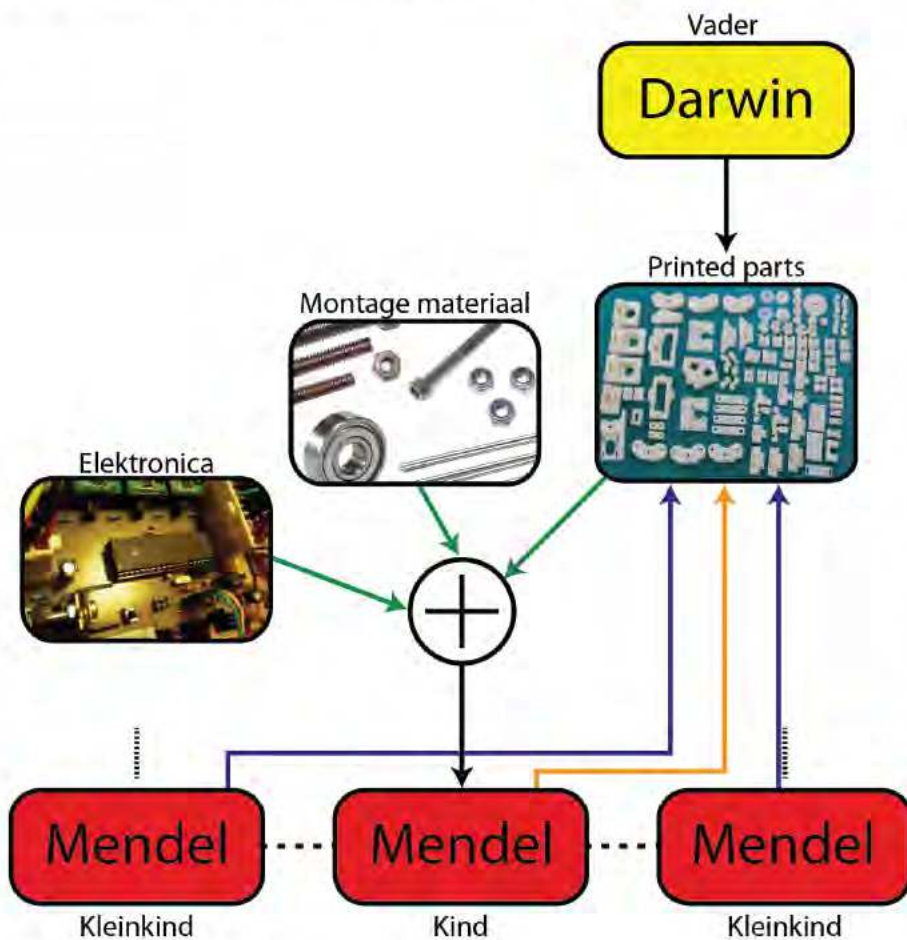 Vader
Darwin
Printed parts
Montage materiaal
Elektronica
Mendel
Mendel
Mendel
Kleinkind
Kind
Kleinkind